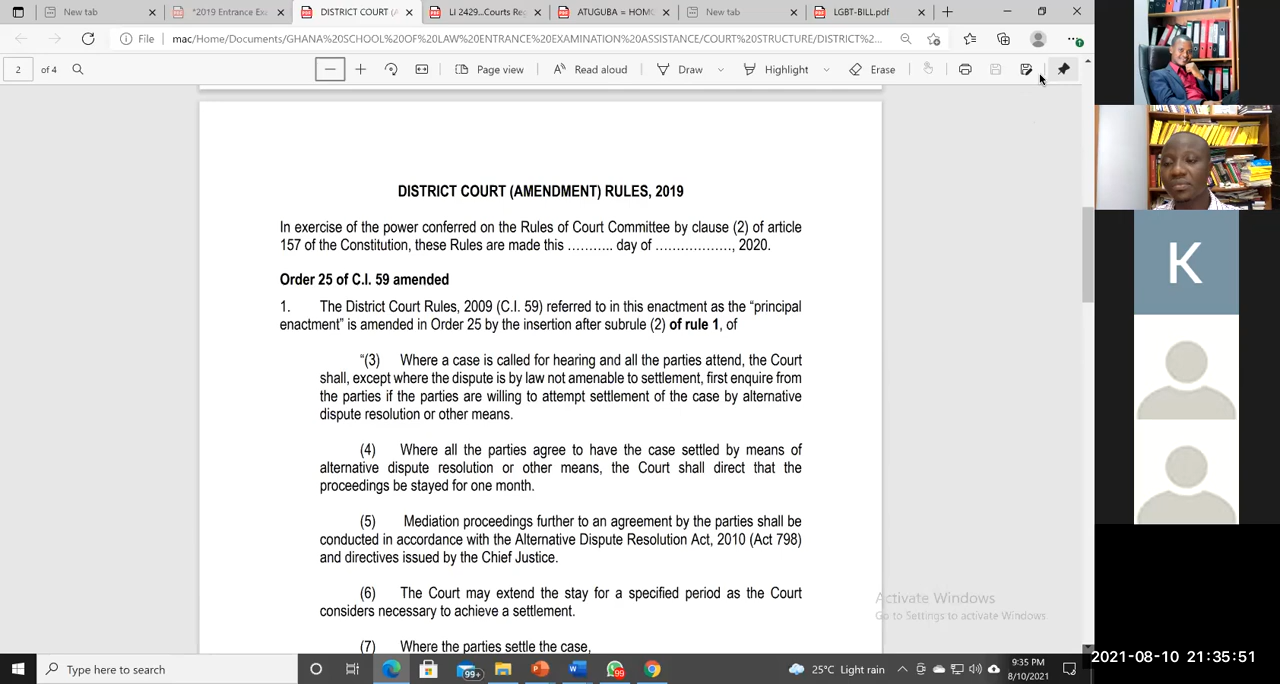 New tab
*2019 Entrance Exa
DISTRICT COURT (A
LI 2429...Courts Reg
ATUGUBA = HOMO
New tab
LGBT-BILL.pdf
File
mac/Home/Documents/GHANA%20SCHOOL%20OF%20LAW%20ENTRANCE%20EXAMINATION%20ASSISTANCE/COURT%20STRUCTURE/DISTRICT%2...
2 of 4
Page view
Read aloud
Draw
Highlight
Erase
DISTRICT COURT (AMENDMENT) RULES, 2019
In exercise of the power conferred on the Rules of Court Committee by clause (2) of article
157 of the Constitution, these Rules are made this ……….. day of ………………, 2020.
Order 25 of C.I. 59 amended
1. The District Court Rules, 2009 (C.I. 59) referred to in this enactment as the “principal
enactment” is amended in Order 25 by the insertion after subrule (2) of rule 1, of
“(3) Where a case is called for hearing and all the parties attend, the Court
shall, except where the dispute is by law not amenable to settlement, first enquire from
the parties if the parties are willing to attempt settlement of the case by alternative
dispute resolution or other means.
(4) Where all the parties agree to have the case settled by means of
alternative dispute resolution or other means, the Court shall direct that the
proceedings be stayed for one month.
(5) Mediation proceedings further to an agreement by the parties shall be
conducted in accordance with the Alternative Dispute Resolution Act, 2010 (Act 798)
and directives issued by the Chief Justice.
(6) The Court may extend the stay for a specified period as the Court
considers necessary to achieve a settlement.
(7) Where the parties settle the case,
Activate Windows
Go to Settings to activate Windows.
K
Type here to search
99+
99
25°C Light rain
9:35 PM
8/10/2021
2021-08-10 21:35:51